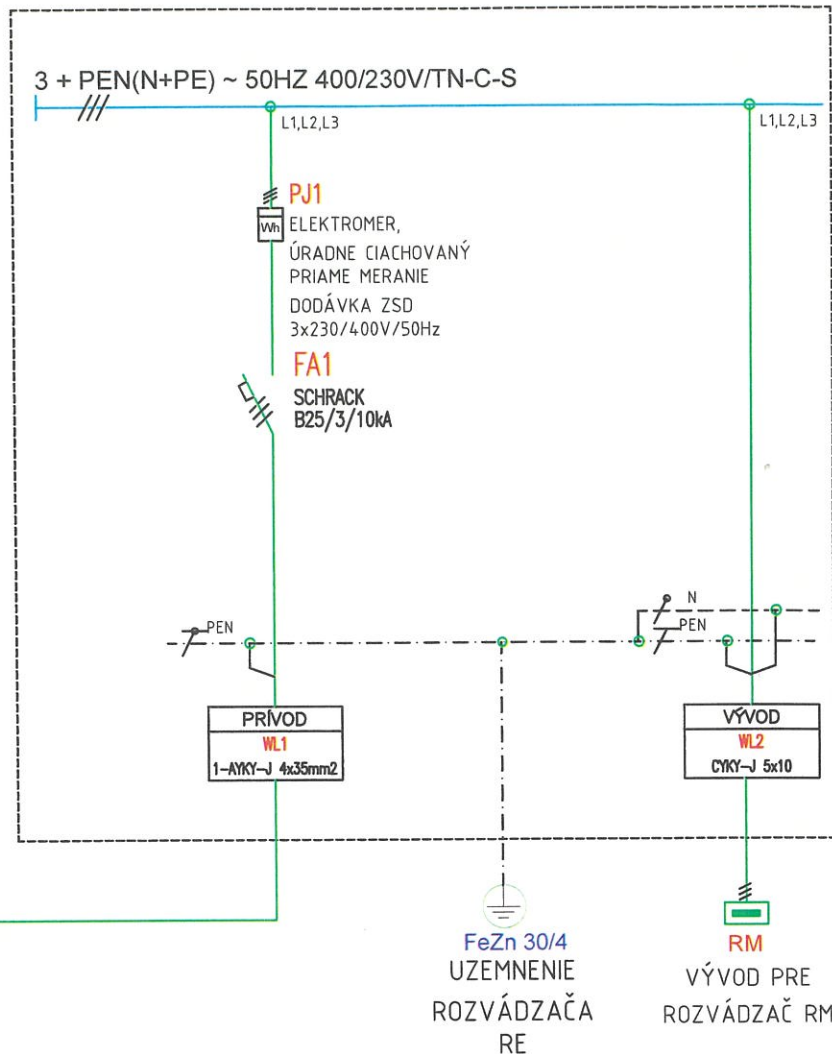 3 + PEN(N+PE) ~ 50HZ 400/230V/TN-C-S
L1,L2,L3
L1,L2,L3
PJ1
Wh
ELEKTROMER,
ÚRADNE CIACHOVANÝ
PRIAME MERANIE
DODÁVKA ZSD
3x230/400V/50Hz
FA1
SCHRACK
B25/3/10kA
PEN
N
PEN
PRÍVOD
WL1
1-AYKY-J 4x35mm2
VÝVOD
WL2
CYKY-J 5x10
FeZn 30/4
UZEMNENIE
ROZVÁDZAČA
RE
RM
VÝVOD PRE
ROZVÁDZAČ RM